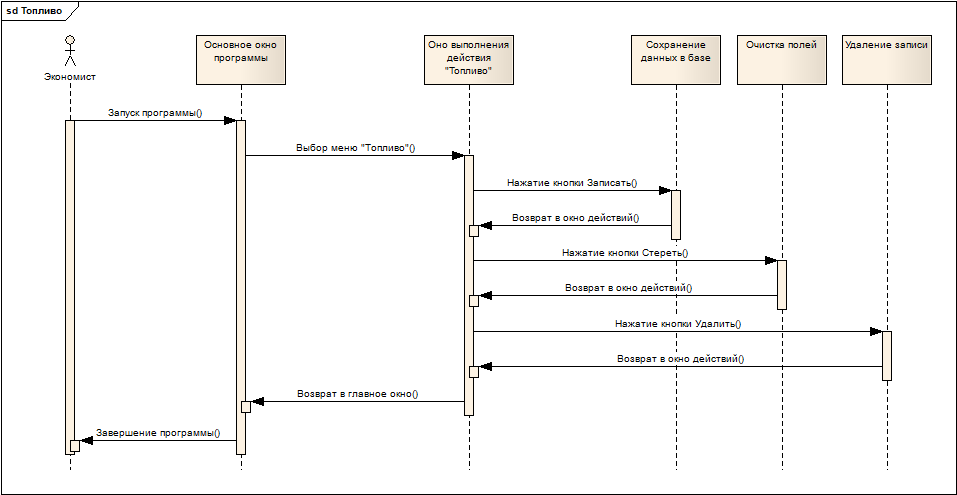 sd Топливо
Экономист
Основное окно
программы
Оно выполнения
действия
"Топливо"
Сохранение
данных в базе
Очистка полей
Удаление записи
Запуск программы()
Выбор меню "Топливо"()
Нажатие кнопки Записать()
Возврат в окно действий()
Нажатие кнопки Стереть()
Возврат в окно действий()
Нажатие кнопки Удалить()
Возврат в окно действий()
Возврат в главное окно()
Завершение программы()